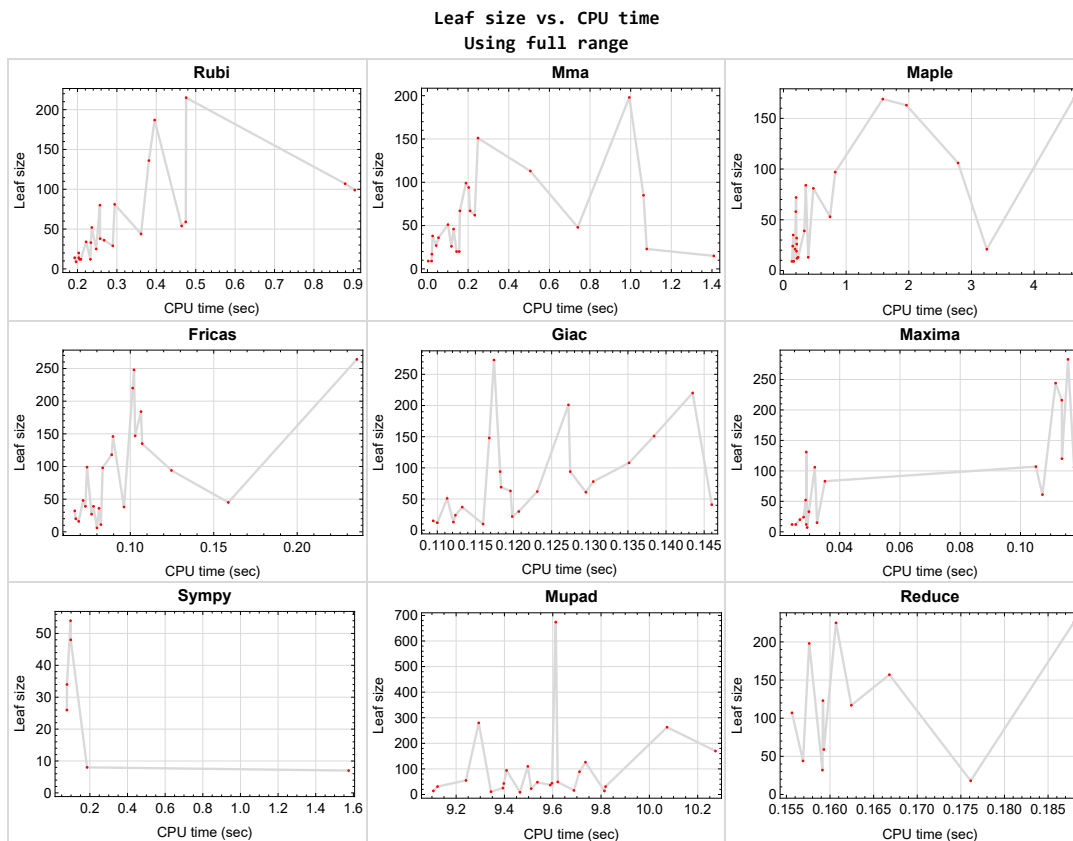 Leaf size vs. CPU time
Using full range
Rubi
Mma
Maple
Leaf size
200
150
100
50
0
0.2 0.3 0.4 0.5 0.6 0.7 0.8 0.9
CPU time (sec)
Leaf size
200
150
100
50
0
0.0 0.2 0.4 0.6 0.8 1.0 1.2 1.4
CPU time (sec)
Leaf size
150
100
50
0
0 1 2 3 4
CPU time (sec)
Fricas
Giac
Maxima
Leaf size
250
200
150
100
50
0
0.10 0.15 0.20
CPU time (sec)
Leaf size
250
200
150
100
50
0
0.110 0.115 0.120 0.125 0.130 0.135 0.140 0.145
CPU time (sec)
Leaf size
250
200
150
100
50
0
0.04 0.06 0.08 0.10
CPU time (sec)
Sympy
Mupad
Reduce
Leaf size
50
40
30
20
10
0
0.2 0.4 0.6 0.8 1.0 1.2 1.4 1.6
CPU time (sec)
Leaf size
700
600
500
400
300
200
100
0
9.2 9.4 9.6 9.8 10.0 10.2
CPU time (sec)
Leaf size
200
150
100
50
0
0.155 0.160 0.165 0.170 0.175 0.180 0.185
CPU time (sec)